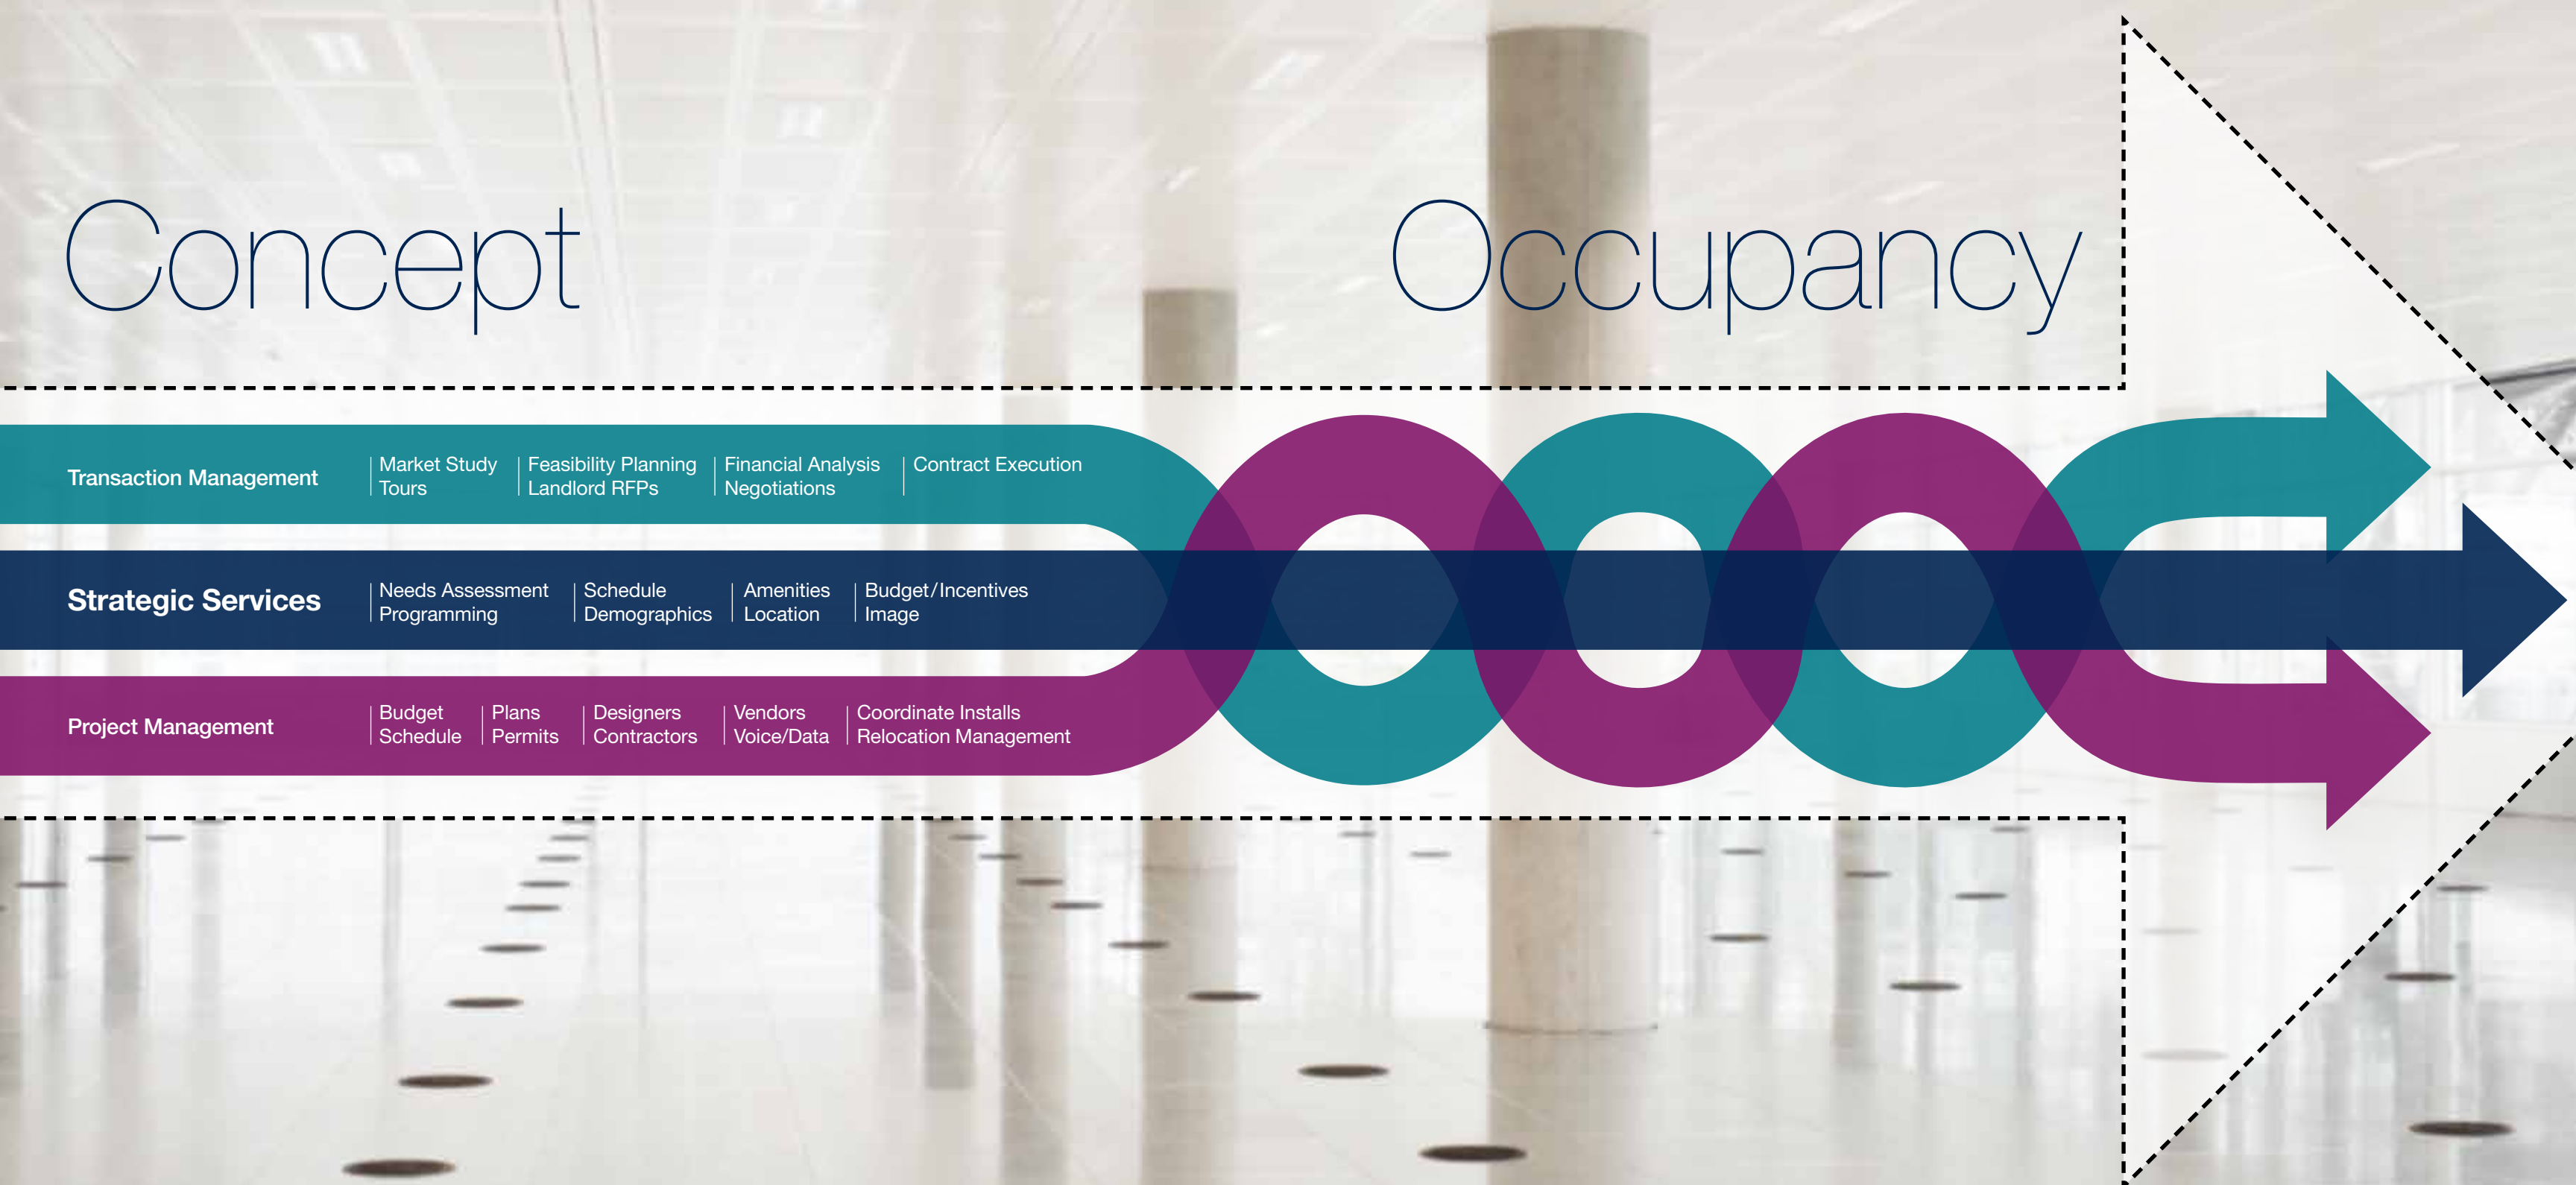 Concept
Occupancy
Transaction Management
Market Study
Tours
Feasibility Planning
Landlord RFPs
Financial Analysis
Negotiations
Contract Execution
Strategic Services
Needs Assessment
Programming
Schedule
Demographics
Amenities
Location
Budget/Incentives
Image
Project Management
Budget
Schedule
Plans
Permits
Designers
Contractors
Vendors
Voice/Data
Coordinate Installs
Relocation Management